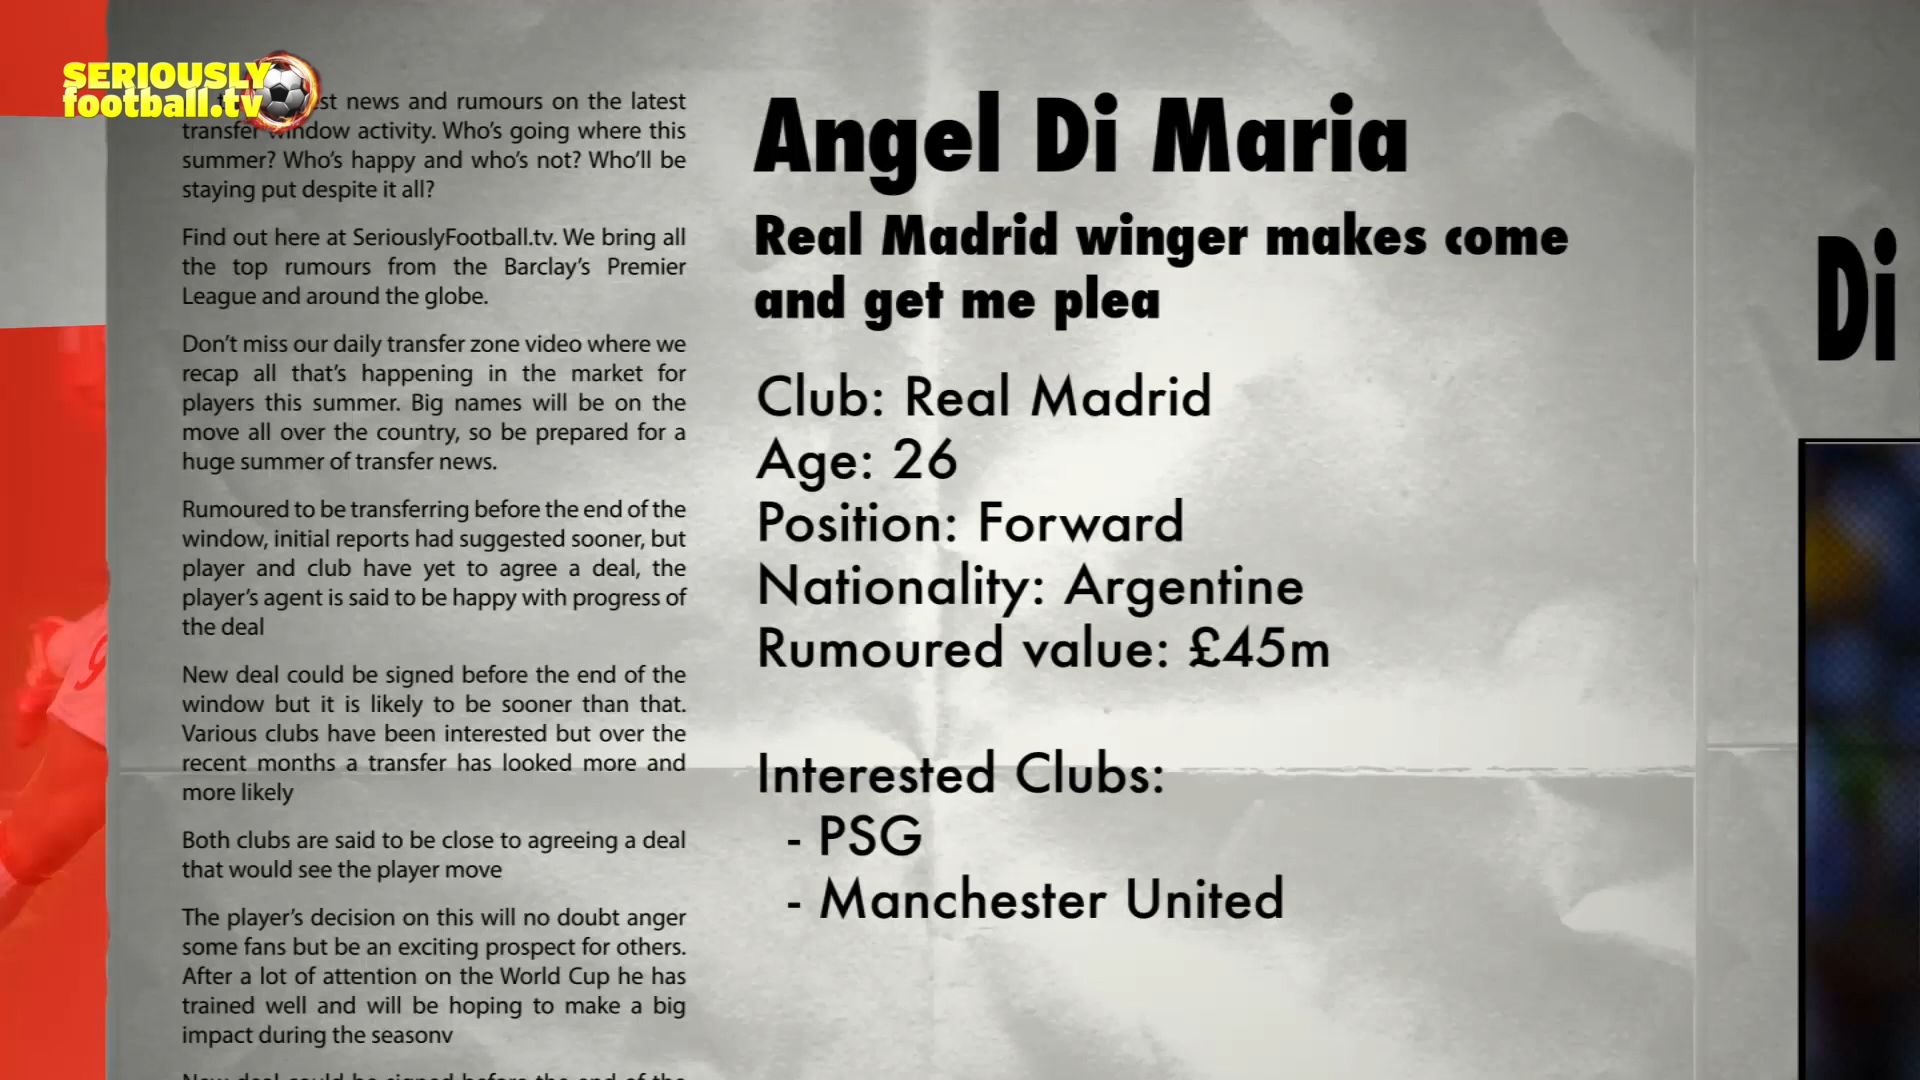 SERIOUSLY
football.tv
news and rumours on the latest
transfer window activity. Who's going where this
summer? Who's happy and who's not? Who'll be
staying put despite it all?
Find out here at SeriouslyFootball.tv. We bring all
the top rumours from the Barclay's Premier
League and around the globe.
Don't miss our daily transfer zone video where we
recap all that's happening in the market for
players this summer. Big names will be on the
move all over the country, so be prepared for a
huge summer of transfer news.
Rumoured to be transferring before the end of the
window, initial reports had suggested sooner, but
player and club have yet to agree a deal, the
player's agent is said to be happy with progress of
the deal
New deal could be signed before the end of the
window but it is likely to be sooner than that.
Various clubs have been interested but over the
recent months a transfer has looked more and
more likely
Both clubs are said to be close to agreeing a deal
that would see the player move
The player's decision on this will no doubt anger
some fans but be an exciting prospect for others.
After a lot of attention on the World Cup he has
trained well and will be hoping to make a big
impact during the seasonv
Angel Di Maria
Real Madrid winger makes come
and get me plea
Club: Real Madrid
Age: 26
Position: Forward
Nationality: Argentine
Rumoured value: £45m
Interested Clubs:
- PSG
- Manchester United
Di